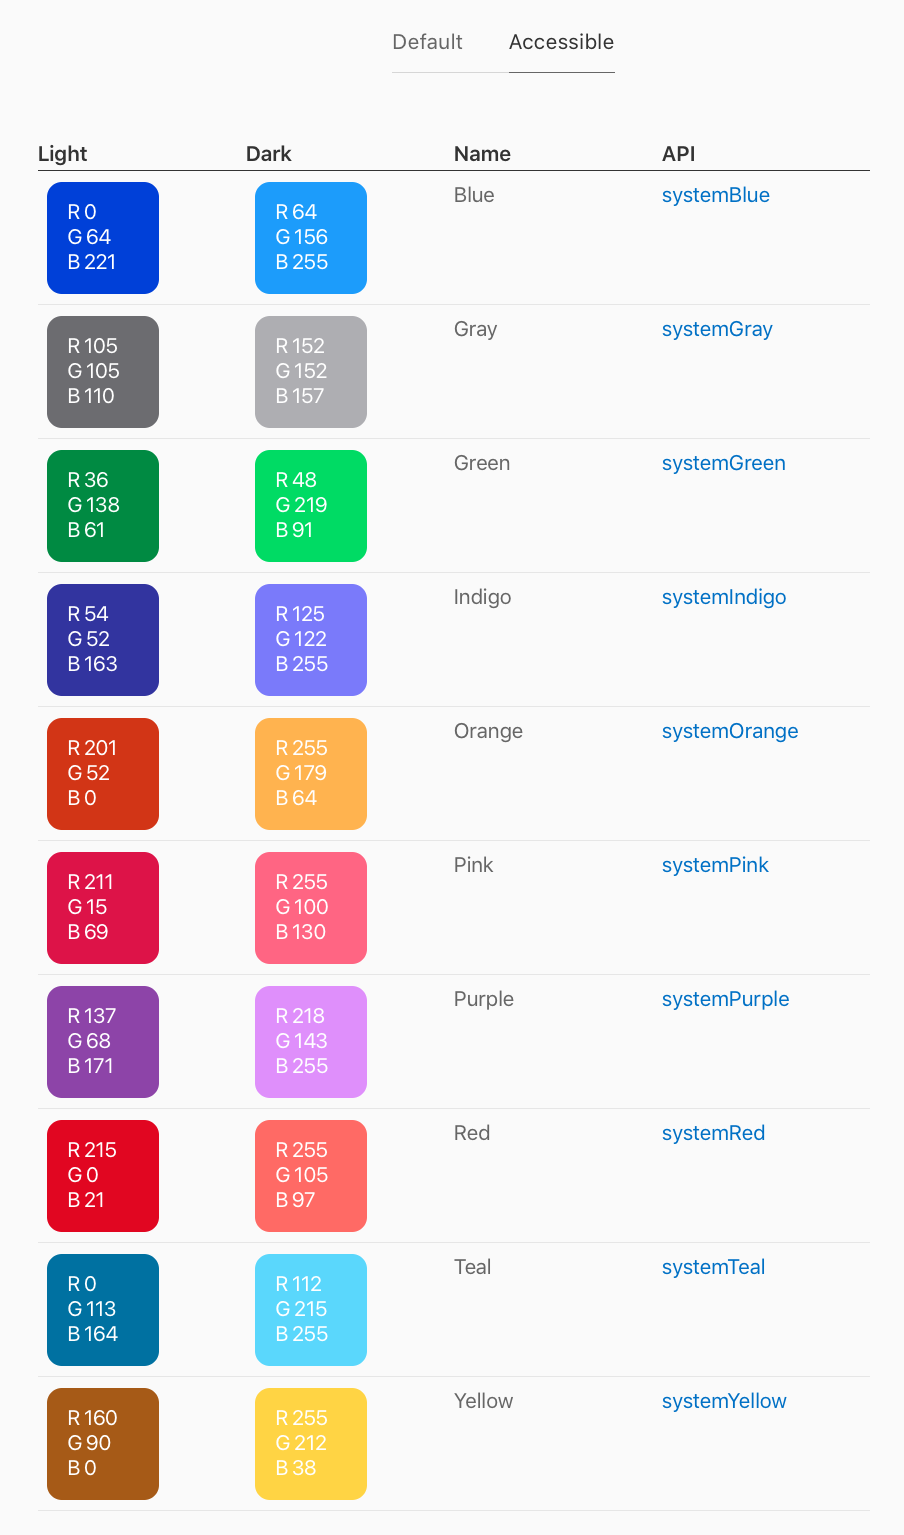 Default Accessible
Light Dark Name API
R 0 R 64 Blue systemBlue
G 64 G 156
B 221 B 255
R 105 R 152 Gray systemGray
G 105 G 152
B 110 B 157
R 36 R 48 Green systemGreen
G 138 G 219
B 61 B 91
R 54 R 125 Indigo systemIndigo
G 52 G 122
B 163 B 255
R 201 R 255 Orange systemOrange
G 52 G 179
B 0 B 64
R 211 R 255 Pink systemPink
G 15 G 100
B 69 B 130
R 137 R 218 Purple systemPurple
G 68 G 143
B 171 B 255
R 215 R 255 Red systemRed
G 0 G 105
B 21 B 97
R 0 R 112 Teal systemTeal
G 113 G 215
B 164 B 255
R 160 R 255 Yellow systemYellow
G 90 G 212
B 0 B 38